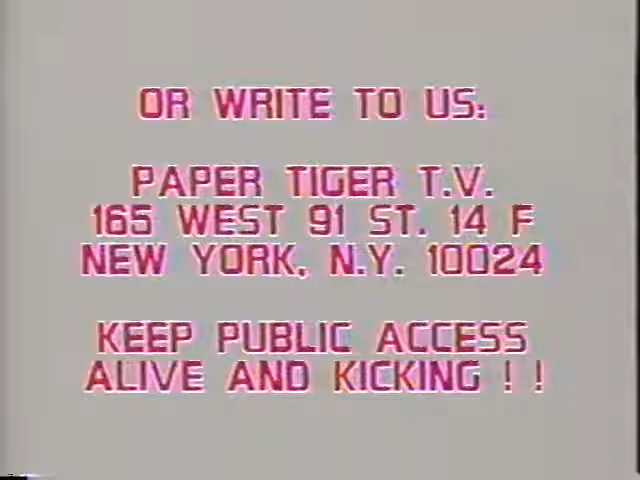 OR WRITE TO US:
PAPER TIGER T.V.
165 WEST 91 ST. 14 F
NEW YORK, N.Y. 10024
KEEP PUBLIC ACCESS
ALIVE AND KICKING ! !